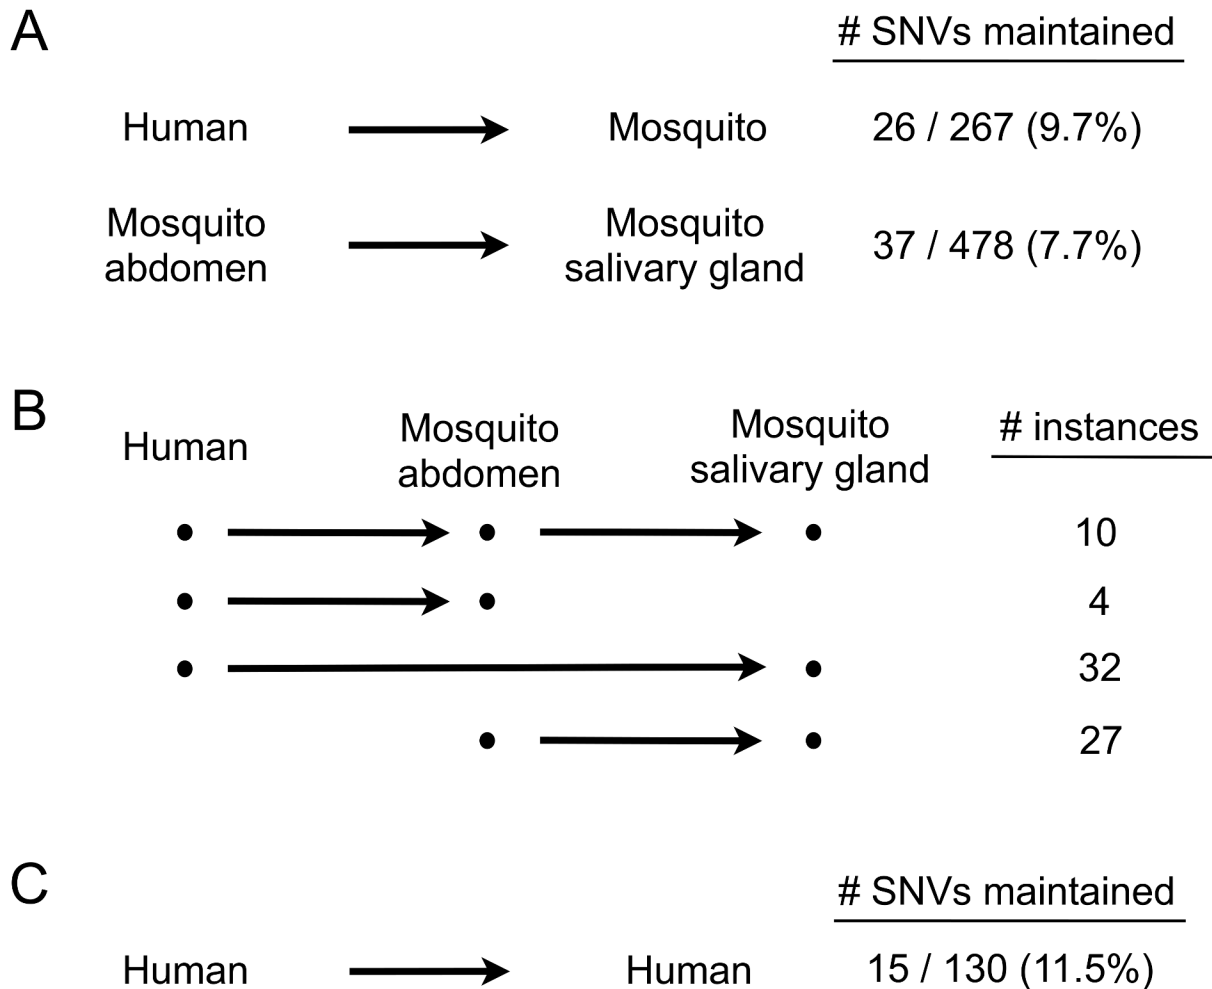 A
# SNVs maintained
Human Mosquito 26 / 267 (9.7%)
Mosquito abdomen Mosquito salivary gland 37 / 478 (7.7%)
B
Human Mosquito abdomen Mosquito salivary gland # instances
10
4
32
27
C
# SNVs maintained
Human Human 15 / 130 (11.5%)